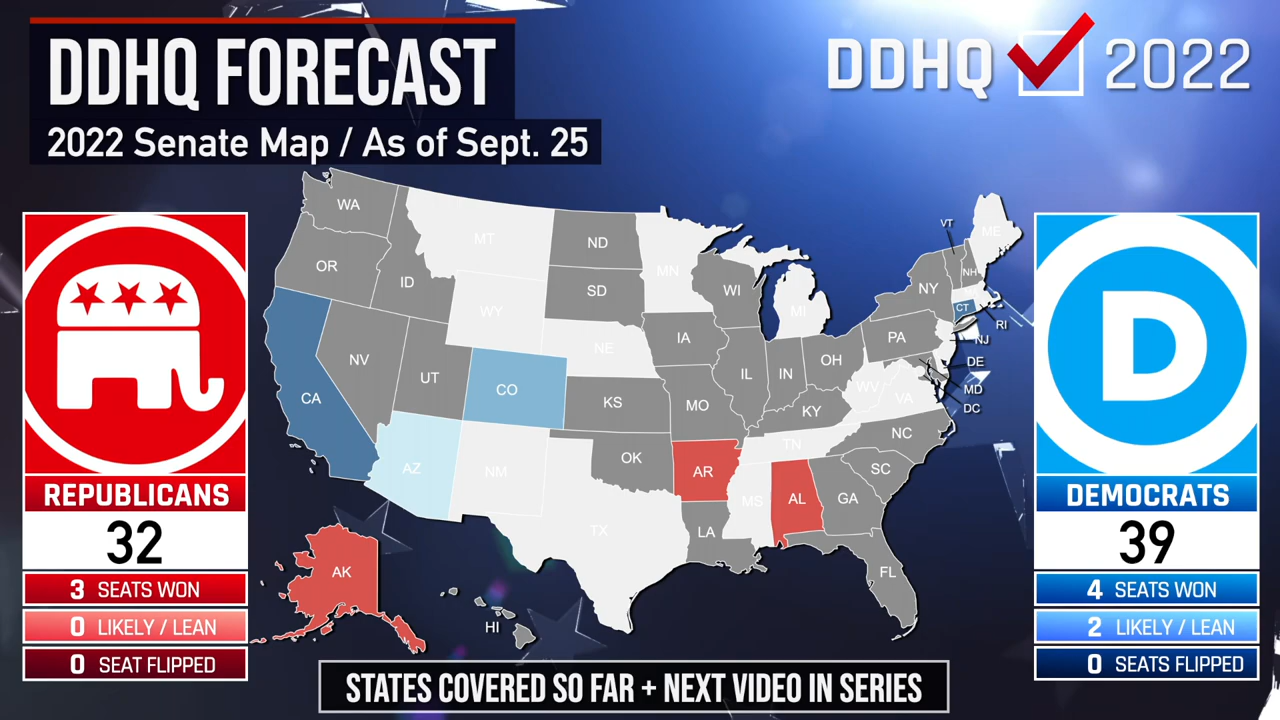 DDHQ FORECAST
2022 Senate Map / As of Sept. 25
DDHQ 2022
WA
OR
ID
MT
ND
SD
MN
WI
MI
NY
VT
NH
ME
CT
RI
NJ
DE
MD
DC
PA
WY
NE
IA
IL
IN
OH
WV
VA
NV
UT
CO
CA
KS
MO
KY
NC
TN
SC
AZ
NM
OK
AR
MS
AL
GA
TX
LA
FL
AK
HI
REPUBLICANS
32
3 SEATS WON
0 LIKELY / LEAN
0 SEAT FLIPPED
D
DEMOCRATS
39
4 SEATS WON
2 LIKELY / LEAN
0 SEATS FLIPPED
STATES COVERED SO FAR + NEXT VIDEO IN SERIES